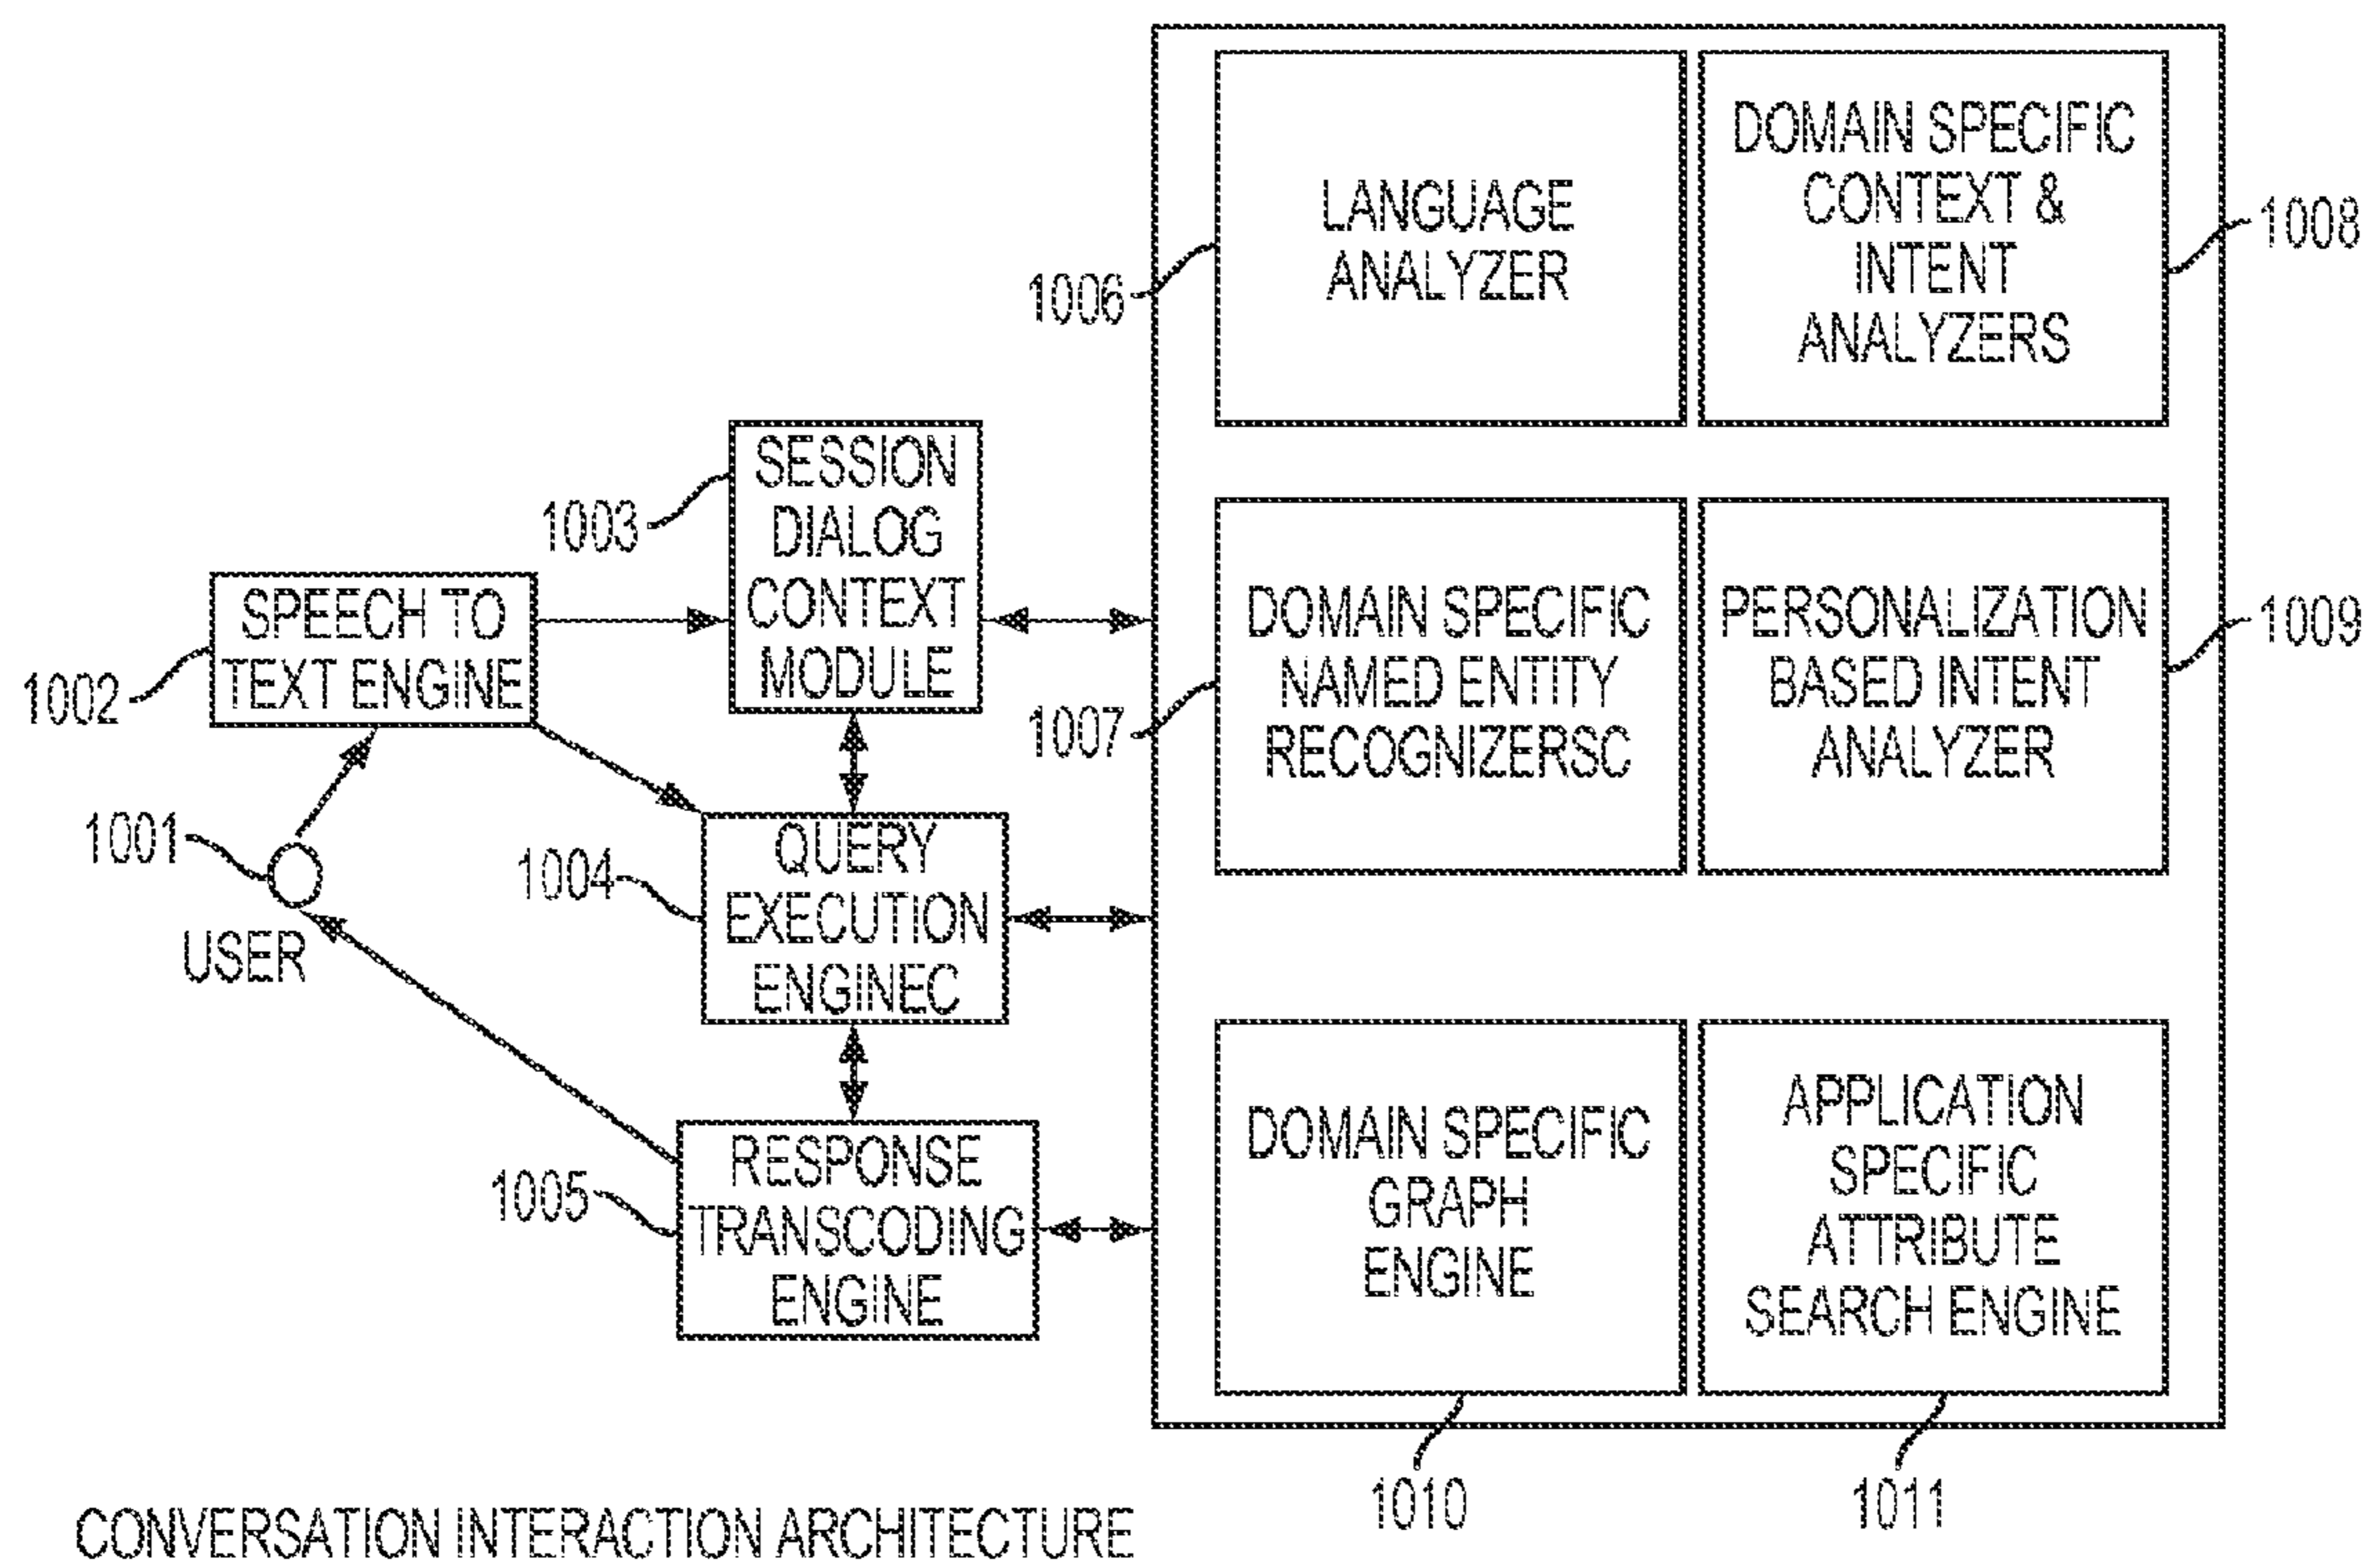 LANGUAGE
ANALYZER
1006
DOMAIN SPECIFIC
CONTEXT &
INTENT
ANALYZERS
1008
SESSION
DIALOG
CONTEXT
MODULE
1003
SPEECH TO
TEXT ENGINE
1002
DOMAIN SPECIFIC
NAMED ENTITY
RECOGNIZERSC
1007
PERSONALIZATION
BASED INTENT
ANALYZER
1009
1001
USER
QUERY
EXECUTION
ENGINEC
1004
RESPONSE
TRANSCODING
ENGINE
1005
DOMAIN SPECIFIC
GRAPH
ENGINE
1010
APPLICATION
SPECIFIC
ATTRIBUTE
SEARCH ENGINE
1011
CONVERSATION INTERACTION ARCHITECTURE